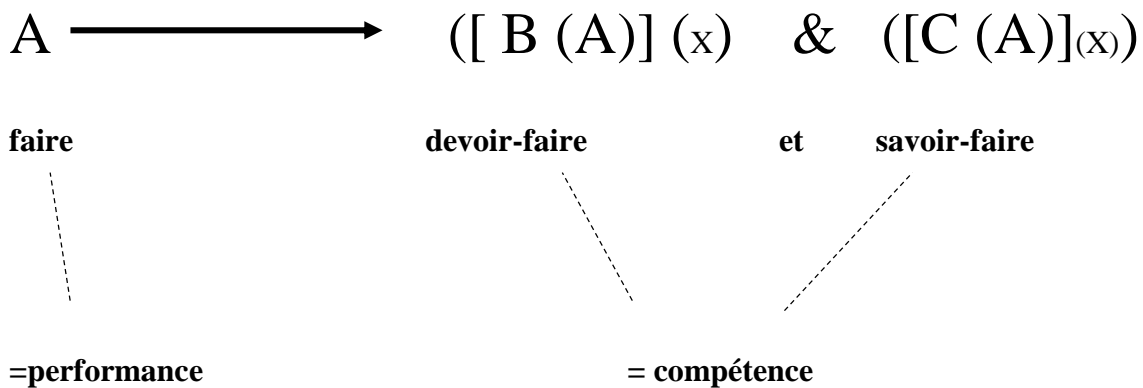 A ([ B (A)] (X) & ([C (A)](X))
faire devoir-faire et savoir-faire
=performance = compétence